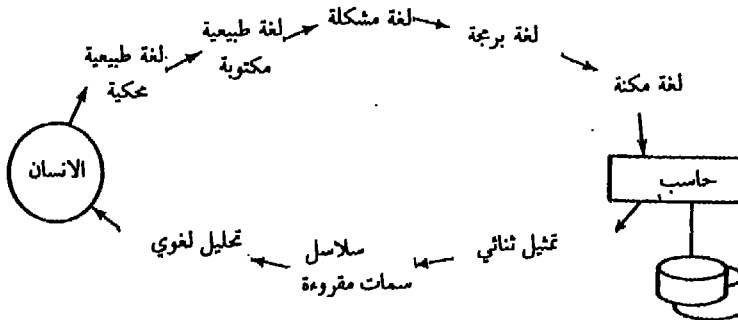 لغة طبيعية
محكية
لغة طبيعية
مكتوبة
لغة مشكلة
لغة برمجة
لغة مكنة
حاسب
تمثيل ثنائي
سلاسل
سمات مقروءة
تحليل لغوي
الانسان